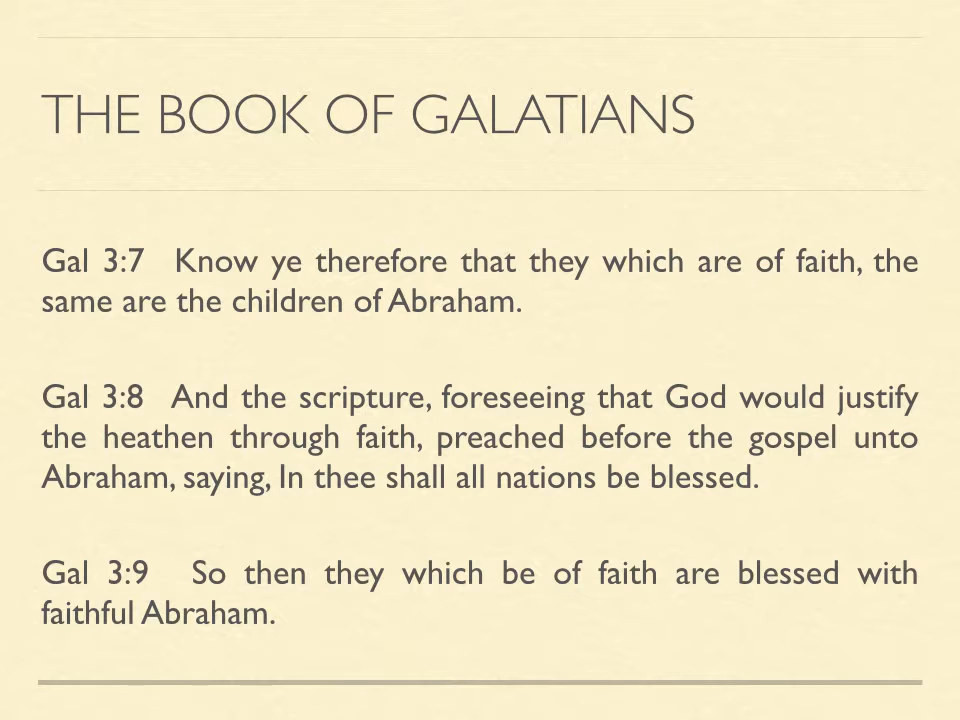 THE BOOK OF GALATIANS
Gal 3:7 Know ye therefore that they which are of faith, the
same are the children of Abraham.
Gal 3:8 And the scripture, foreseeing that God would justify
the heathen through faith, preached before the gospel unto
Abraham, saying, In thee shall all nations be blessed.
Gal 3:9 So then they which be of faith are blessed with
faithful Abraham.